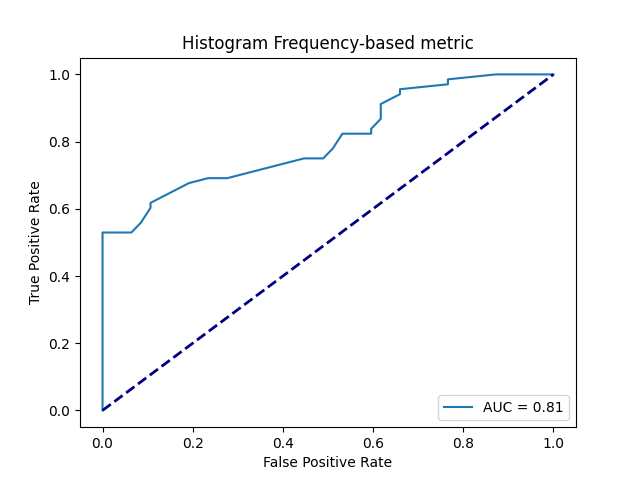 Histogram Frequency-based metric
True Positive Rate
1.0
0.8
0.6
0.4
0.2
0.0
AUC = 0.81
0.0 0.2 0.4 0.6 0.8 1.0
False Positive Rate